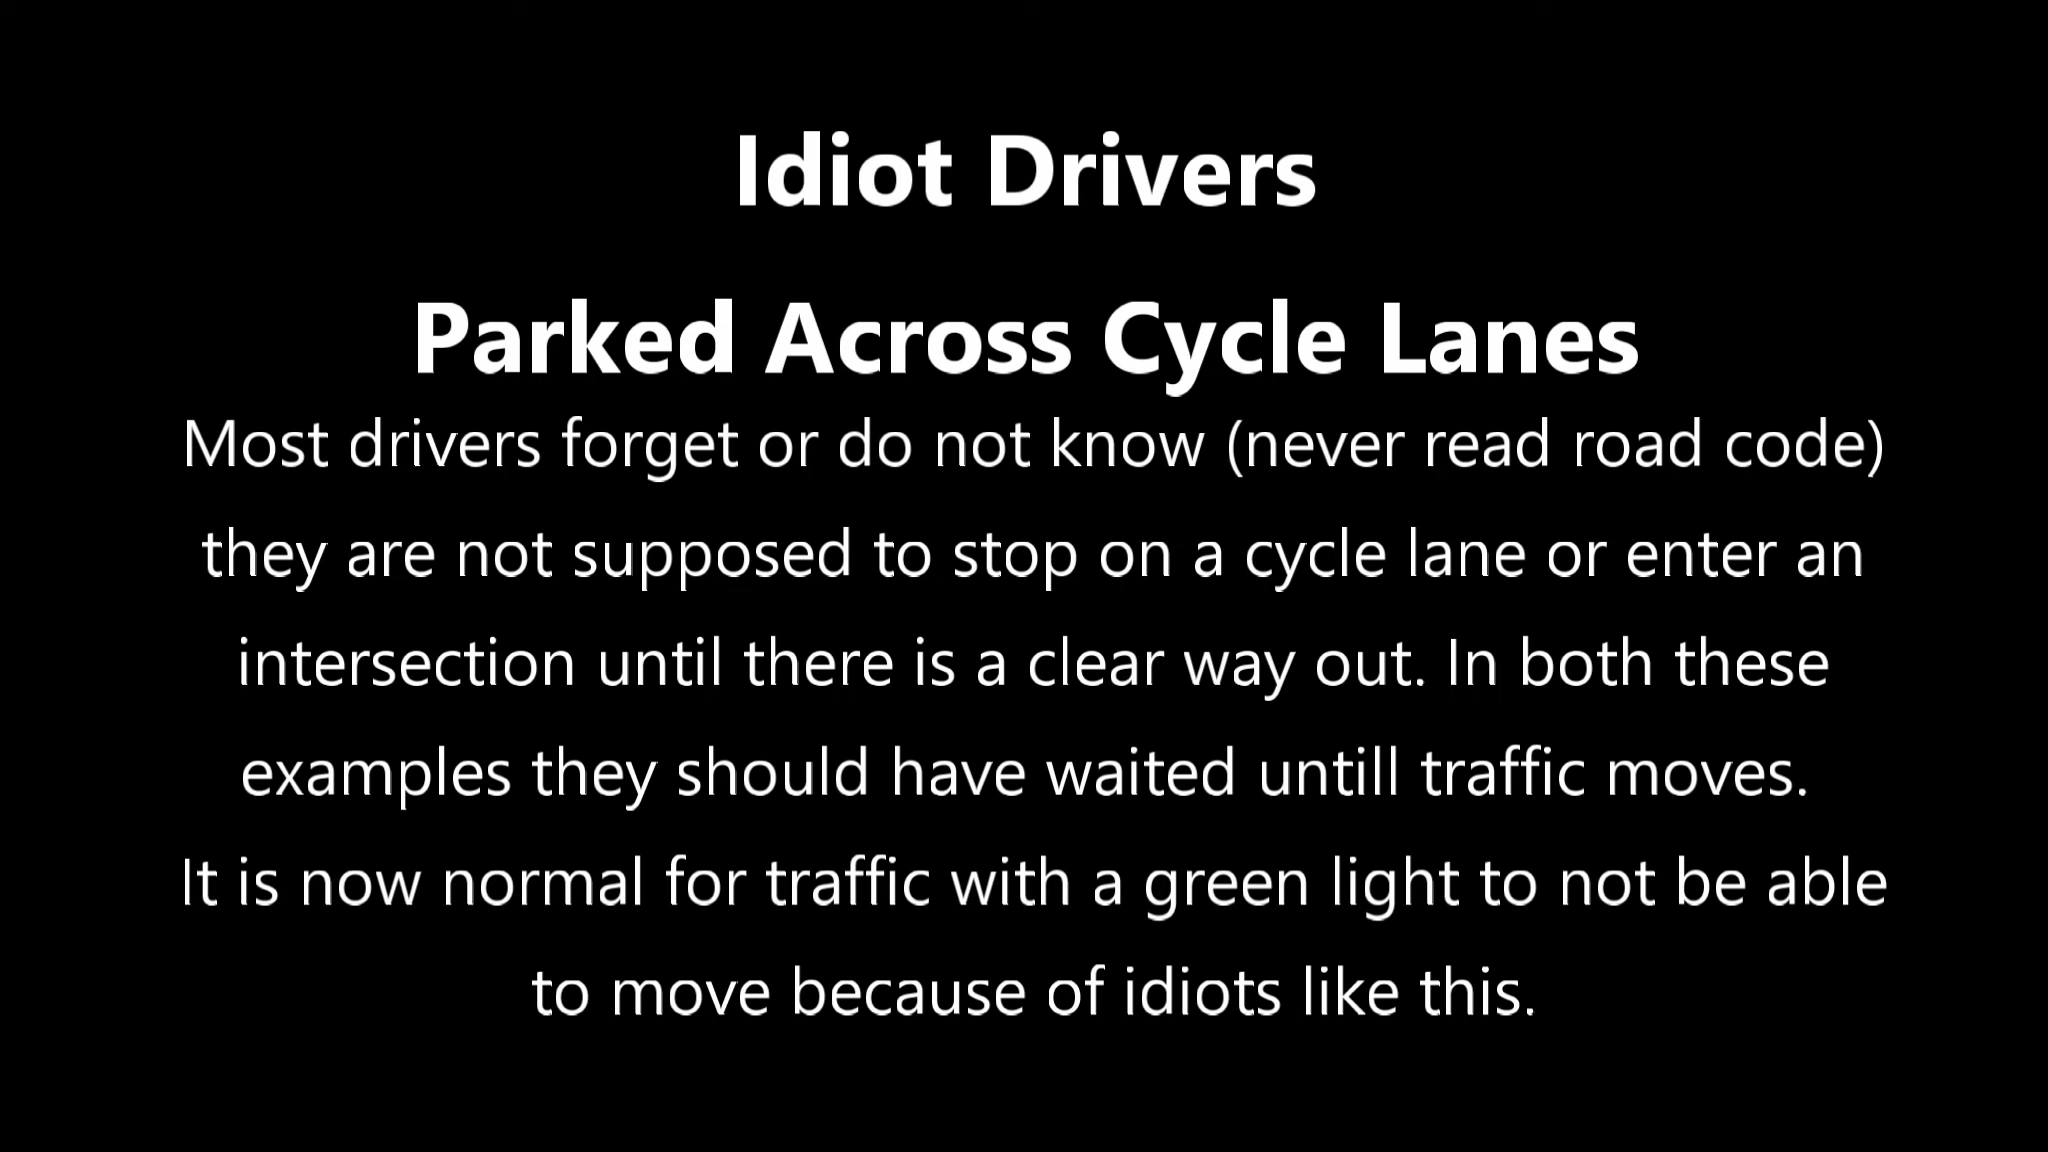 Idiot Drivers
Parked Across Cycle Lanes
Most drivers forget or do not know (never read road code)
they are not supposed to stop on a cycle lane or enter an
intersection until there is a clear way out. In both these
examples they should have waited untill traffic moves.
It is now normal for traffic with a green light to not be able
to move because of idiots like this.